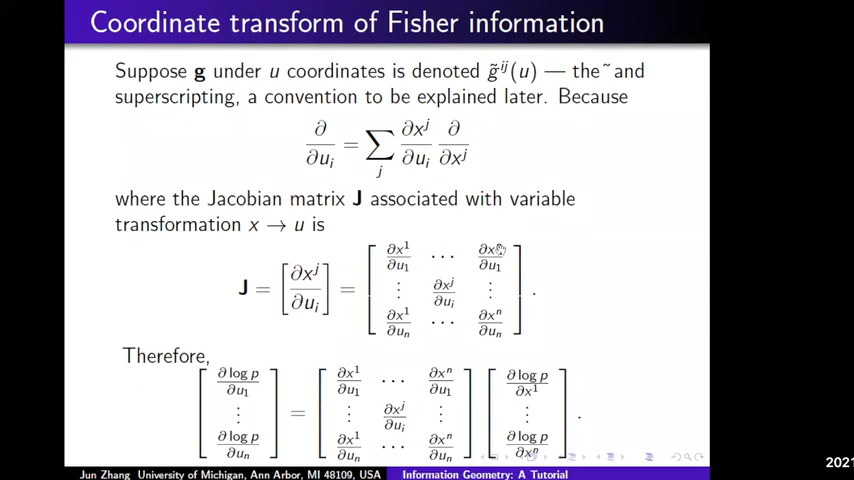 Coordinate transform of Fisher information
Suppose g under u coordinates is denoted g̃^{ij}(u) — the ˜ and
superscripting, a convention to be explained later. Because
∂/∂u_i = ∑_j ∂x^j/∂u_i ∂/∂x^j
where the Jacobian matrix J associated with variable
transformation x → u is
J = [∂x^j/∂u_i] = [ ∂x^1/∂u_1 ⋯ ∂x/∂u_1
⋮ ∂x^j/∂u_i ⋮
∂x^1/∂u_n ⋯ ∂x^n/∂u_n ] .
Therefore,
[ ∂ log p/∂u_1 ⋮ ∂ log p/∂u_n ] = [ ∂x^1/∂u_1 ⋯ ∂x^n/∂u_1
⋮ ∂x^j/∂u_i ⋮
∂x^1/∂u_n ⋯ ∂x^n/∂u_n ] [ ∂ log p/∂x^1 ⋮ ∂ log p/∂x^n ] .
Jun Zhang University of Michigan, Ann Arbor, MI 48109, USA Information Geometry: A Tutorial
2021